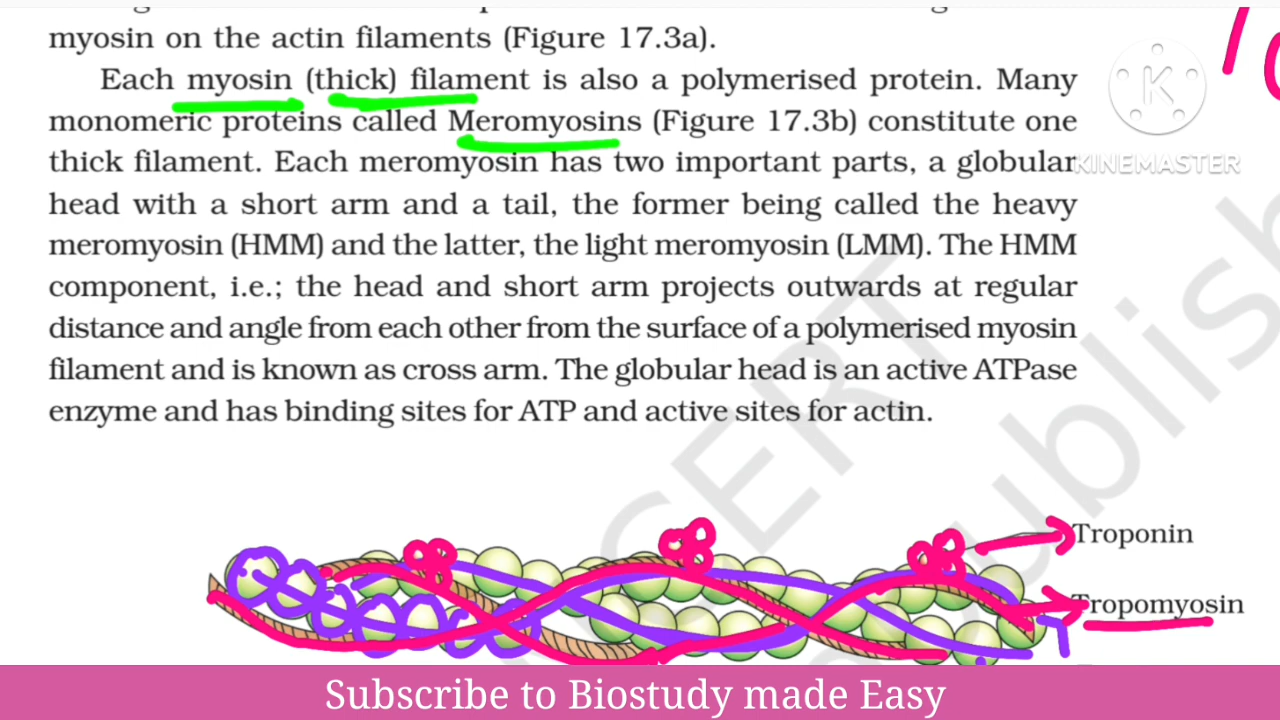 myosin on the actin filaments (Figure 17.3a).
Each myosin (thick) filament is also a polymerised protein. Many
monomeric proteins called Meromyosins (Figure 17.3b) constitute one
thick filament. Each meromyosin has two important parts, a globular
head with a short arm and a tail, the former being called the heavy
meromyosin (HMM) and the latter, the light meromyosin (LMM). The HMM
component, i.e.; the head and short arm projects outwards at regular
distance and angle from each other from the surface of a polymerised myosin
filament and is known as cross arm. The globular head is an active ATPase
enzyme and has binding sites for ATP and active sites for actin.
K
KINEMASTER
Troponin
Tropomyosin
Subscribe to Biostudy made Easy